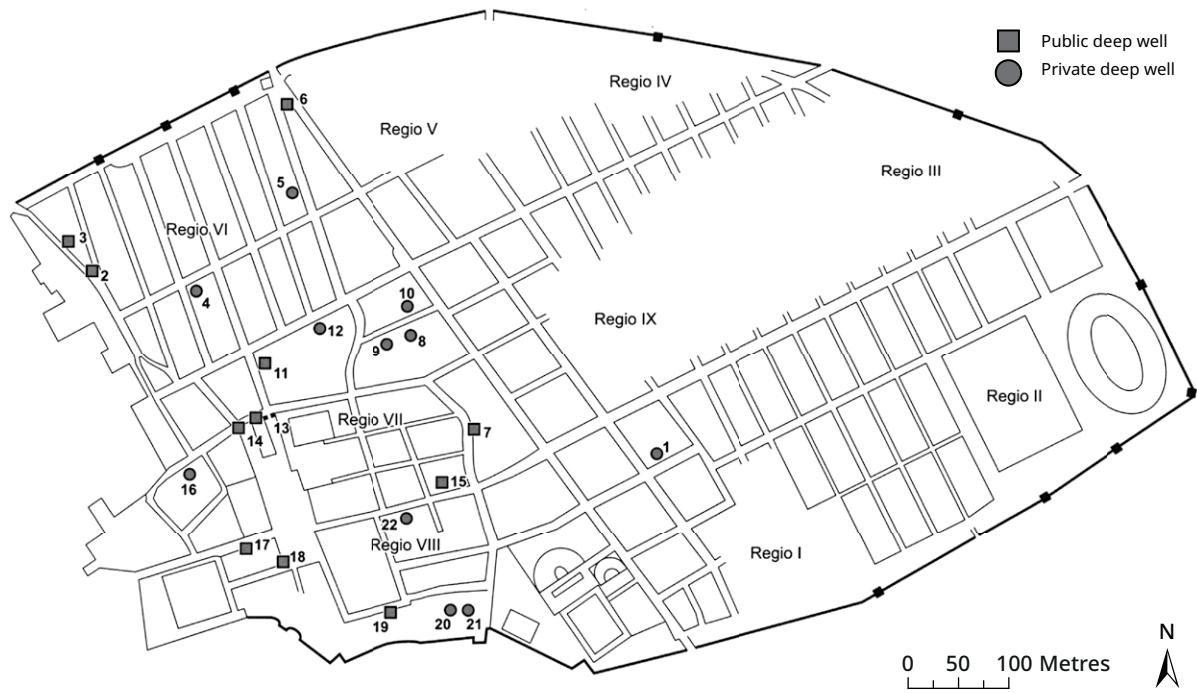 Public deep well
Private deep well
Regio IV
6
Regio V
Regio III
5
3
Regio VI
2
4
10
Regio IX
12
8
9
11
Regio II
13
Regio VII
14
7
1
16
15
22
17
Regio VIII
18
Regio I
19
20
21
N
0 50 100 Metres